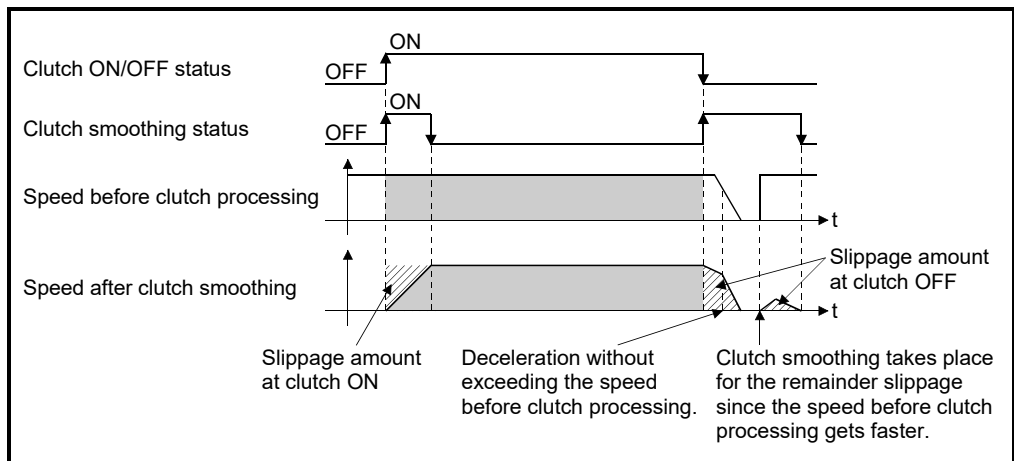 ON
Clutch ON/OFF status
OFF
ON
Clutch smoothing status
OFF
Speed before clutch processing
t
Slippage amount
at clutch OFF
Speed after clutch smoothing
t
Slippage amount
at clutch ON
Deceleration without
exceeding the speed
before clutch processing.
Clutch smoothing takes place
for the remainder slippage
since the speed before clutch
processing gets faster.